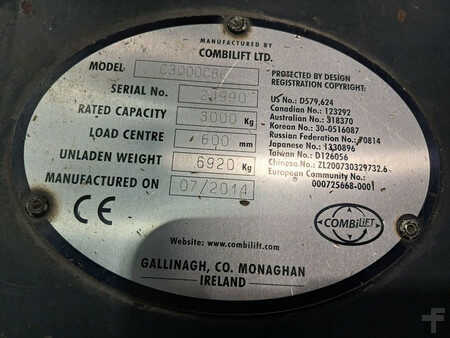 MANUFACTURED BY
COMBILIFT LTD.
MODEL
SERIAL No.
RATED CAPACITY 3000 Kg
LOAD CENTRE 600 mm
UNLADEN WEIGHT 6920 Kg
MANUFACTURED ON 07/2014
PROTECTED BY DESIGN
REGISTRATION COPYRIGHT:
US No.: D579,624
Canadian No.: 123292
Australian No.: 318370
Korean No.: 30-0516087
Russian Federation No.: 70814
Japanese No.: 1330896
Taiwan No.: D126056
Chinese No.: ZL200730329732.6
European Community No.:
000725668-0001
CE
COMBiLiFT
Website: www.combilift.com
GALLINAGH, CO. MONAGHAN
IRELAND